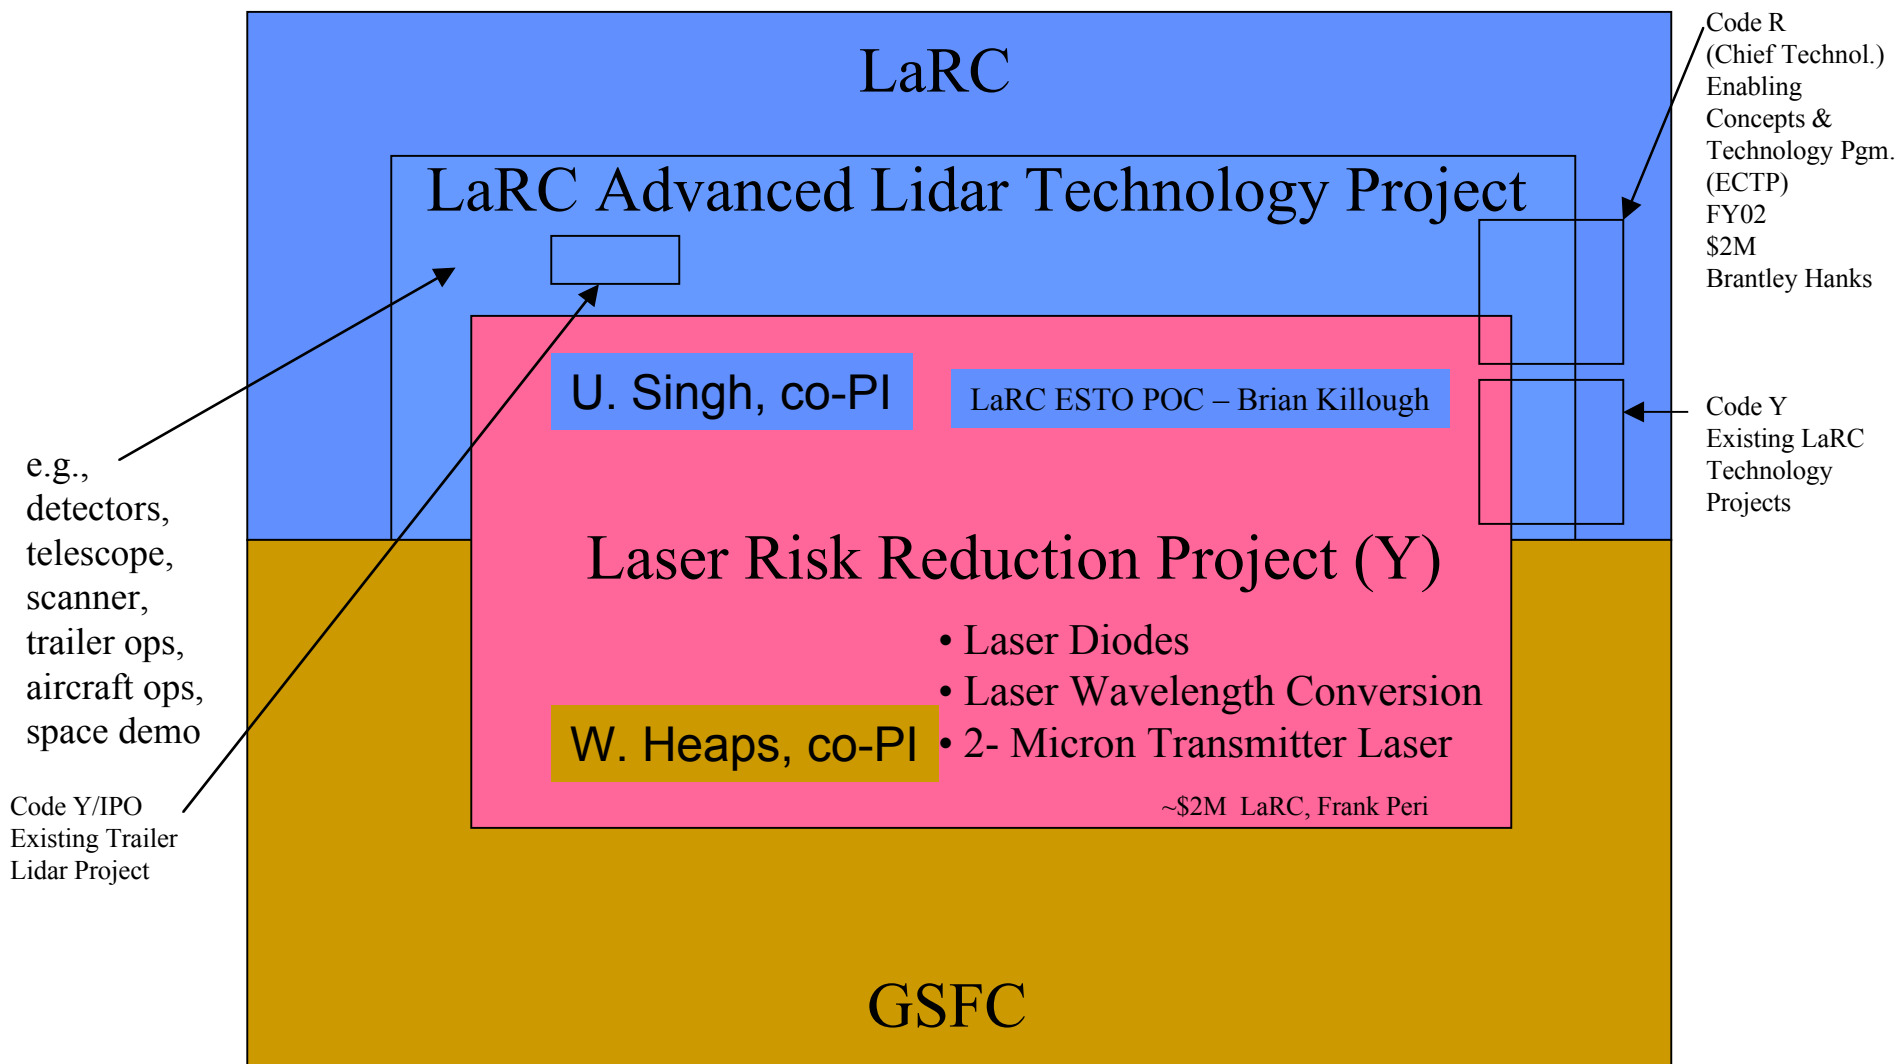 LaRC
LaRC Advanced Lidar Technology Project
U. Singh, co-PI
LaRC ESTO POC – Brian Killough
Laser Risk Reduction Project (Y)
• Laser Diodes
• Laser Wavelength Conversion
• 2- Micron Transmitter Laser
W. Heaps, co-PI
~$2M  LaRC, Frank Peri
GSFC
e.g.,
detectors,
telescope,
scanner,
trailer ops,
aircraft ops,
space demo
Code Y/IPO
Existing Trailer
Lidar Project
Code R
(Chief Technol.)
Enabling
Concepts &
Technology Pgm.
(ECTP)
FY02
$2M
Brantley Hanks
Code Y
Existing LaRC
Technology
Projects